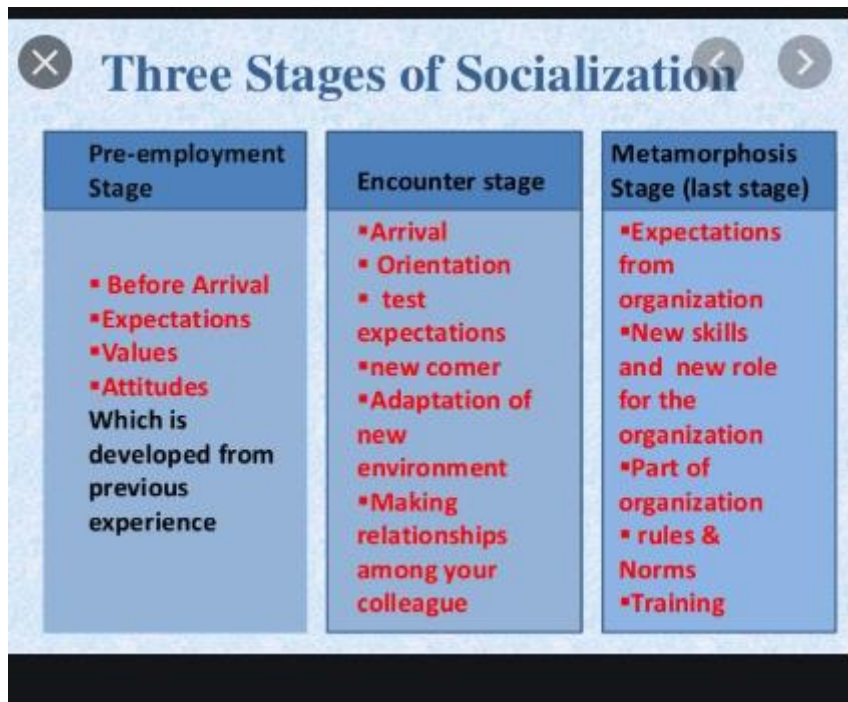 Three Stages of Socialization
Pre-employment
Stage
▪ Before Arrival
▪Expectations
▪Values
▪Attitudes
Which is
developed from
previous
experience
Encounter stage
▪Arrival
▪ Orientation
▪ test
expectations
▪new comer
▪Adaptation of
new
environment
▪Making
relationships
among your
colleague
Metamorphosis
Stage (last stage)
▪Expectations
from
organization
▪New skills
and new role
for the
organization
▪Part of
organization
▪ rules &
Norms
▪Training